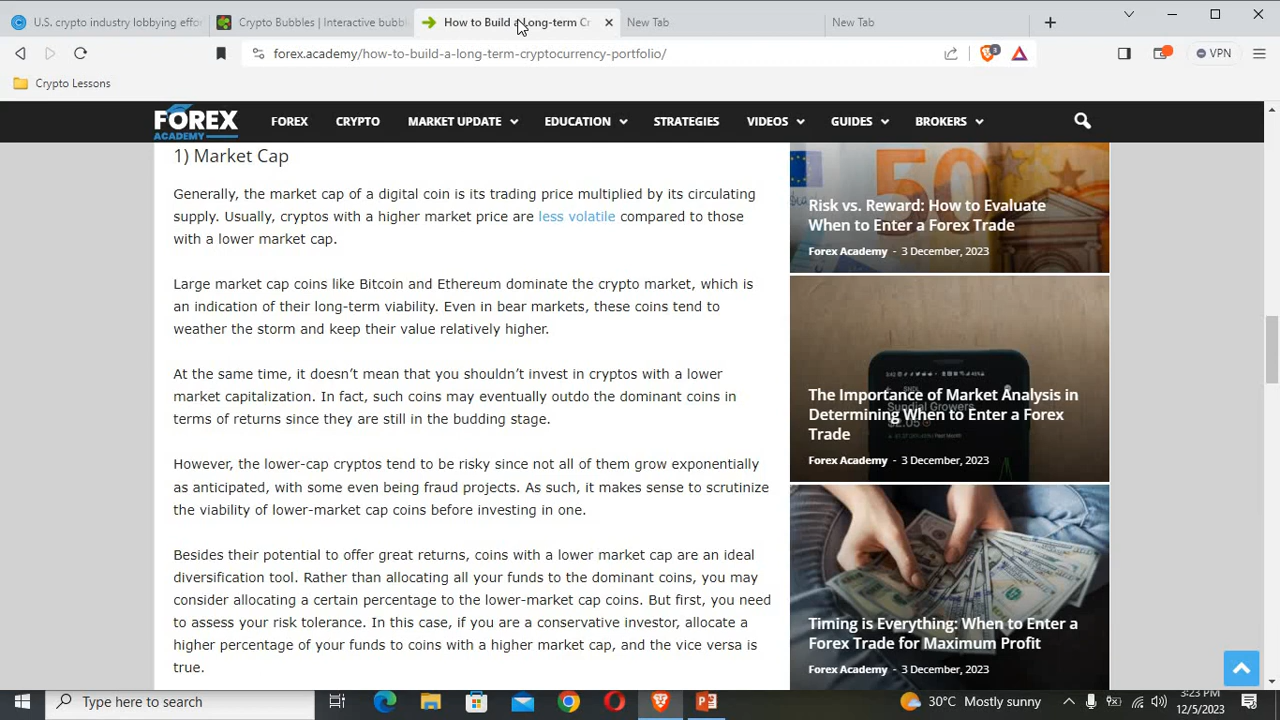 U.S. crypto industry lobbying effor
Crypto Bubbles | Interactive bubbl
How to Build a Long-term Cr
New Tab
New Tab
forex.academy/how-to-build-a-long-term-cryptocurrency-portfolio/
3
VPN
Crypto Lessons
FOREX
ACADEMY
FOREX
CRYPTO
MARKET UPDATE
EDUCATION
STRATEGIES
VIDEOS
GUIDES
BROKERS
1) Market Cap
Generally, the market cap of a digital coin is its trading price multiplied by its circulating
supply. Usually, cryptos with a higher market price are less volatile compared to those
with a lower market cap.
Large market cap coins like Bitcoin and Ethereum dominate the crypto market, which is
an indication of their long-term viability. Even in bear markets, these coins tend to
weather the storm and keep their value relatively higher.
At the same time, it doesn’t mean that you shouldn’t invest in cryptos with a lower
market capitalization. In fact, such coins may eventually outdo the dominant coins in
terms of returns since they are still in the budding stage.
However, the lower-cap cryptos tend to be risky since not all of them grow exponentially
as anticipated, with some even being fraud projects. As such, it makes sense to scrutinize
the viability of lower-market cap coins before investing in one.
Besides their potential to offer great returns, coins with a lower market cap are an ideal
diversification tool. Rather than allocating all your funds to the dominant coins, you may
consider allocating a certain percentage to the lower-market cap coins. But first, you need
to assess your risk tolerance. In this case, if you are a conservative investor, allocate a
higher percentage of your funds to coins with a higher market cap, and the vice versa is
true.
50
Risk vs. Reward: How to Evaluate
When to Enter a Forex Trade
Forex Academy - 3 December, 2023
Sundial Growers
The Importance of Market Analysis in
Determining When to Enter a Forex
Trade
Forex Academy - 3 December, 2023
Timing is Everything: When to Enter a
Forex Trade for Maximum Profit
Forex Academy - 3 December, 2023
Type here to search
30°C Mostly sunny
3:23 PM
12/5/2023